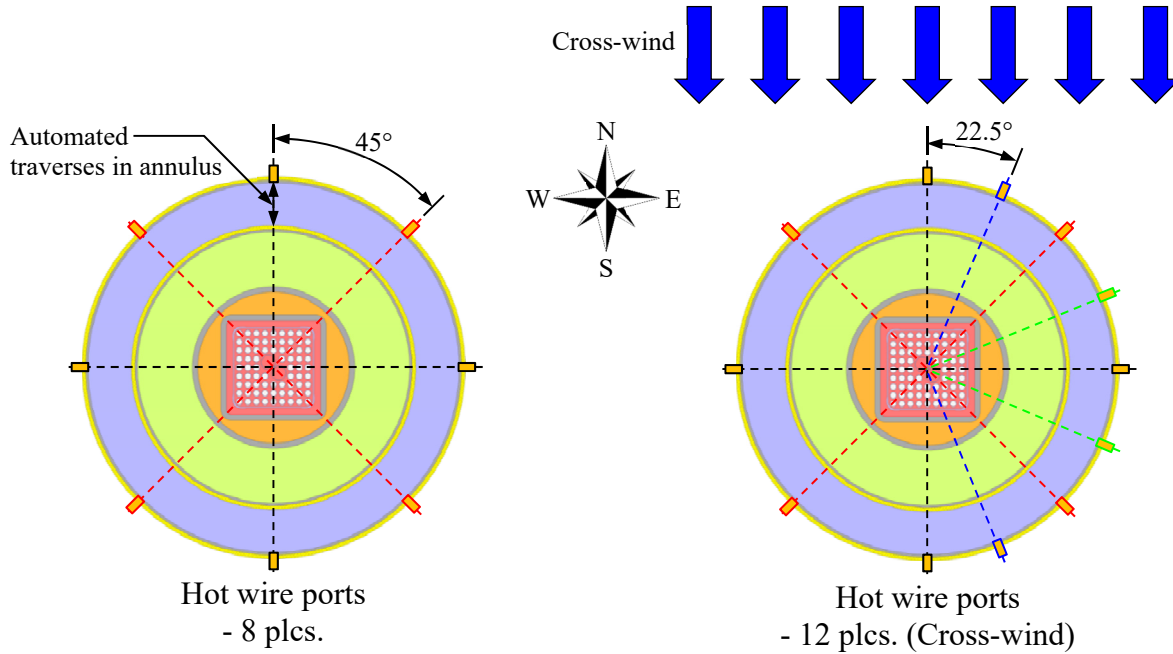 Cross-wind
Automated
traverses in annulus
45°
N
W
E
S
22.5°
Hot wire ports
- 8 plcs.
Hot wire ports
- 12 plcs. (Cross-wind)